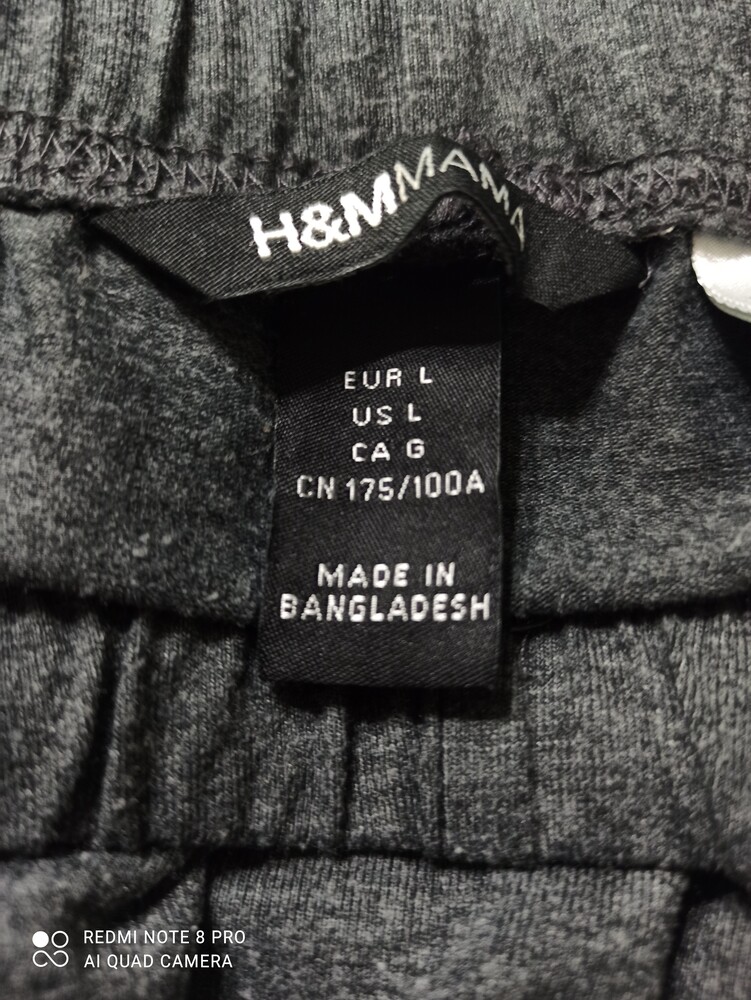 H&MMAMA
EUR L
US L
CA G
CN 175/100A
MADE IN
BANGLADESH
REDMI NOTE 8 PRO
AI QUAD CAMERA